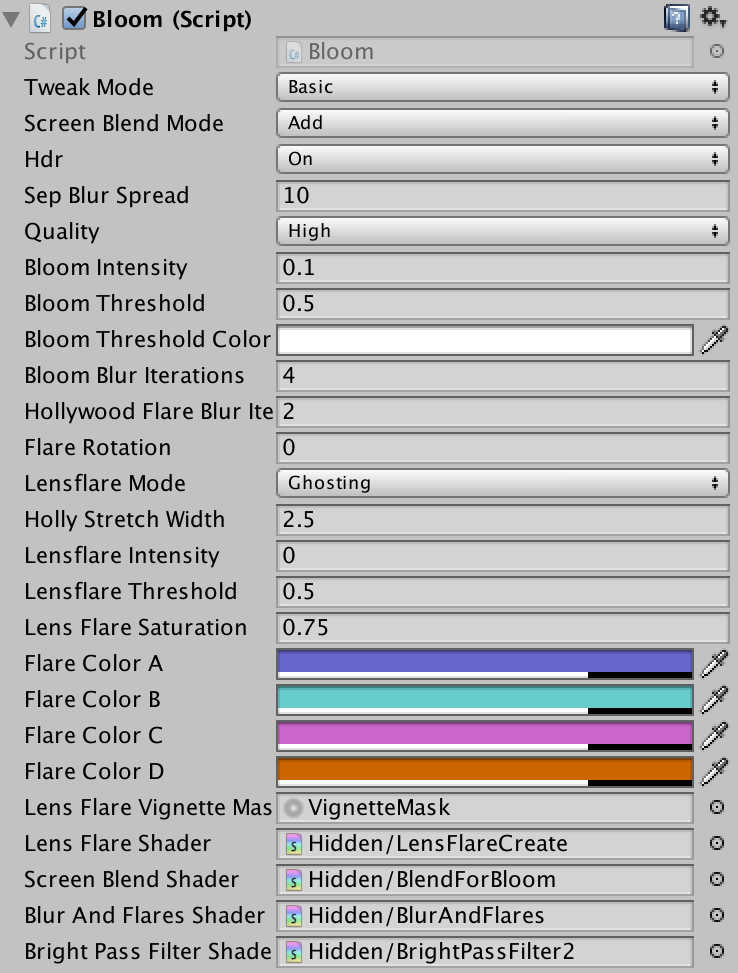 Bloom (Script)
Script Bloom
Tweak Mode Basic
Screen Blend Mode Add
Hdr On
Sep Blur Spread 10
Quality High
Bloom Intensity 0.1
Bloom Threshold 0.5
Bloom Threshold Color
Bloom Blur Iterations 4
Hollywood Flare Blur Ite 2
Flare Rotation 0
Lensflare Mode Ghosting
Holly Stretch Width 2.5
Lensflare Intensity 0
Lensflare Threshold 0.5
Lens Flare Saturation 0.75
Flare Color A
Flare Color B
Flare Color C
Flare Color D
Lens Flare Vignette Mas VignetteMask
Lens Flare Shader Hidden/LensFlareCreate
Screen Blend Shader Hidden/BlendForBloom
Blur And Flares Shader Hidden/BlurAndFlares
Bright Pass Filter Shade Hidden/BrightPassFilter2